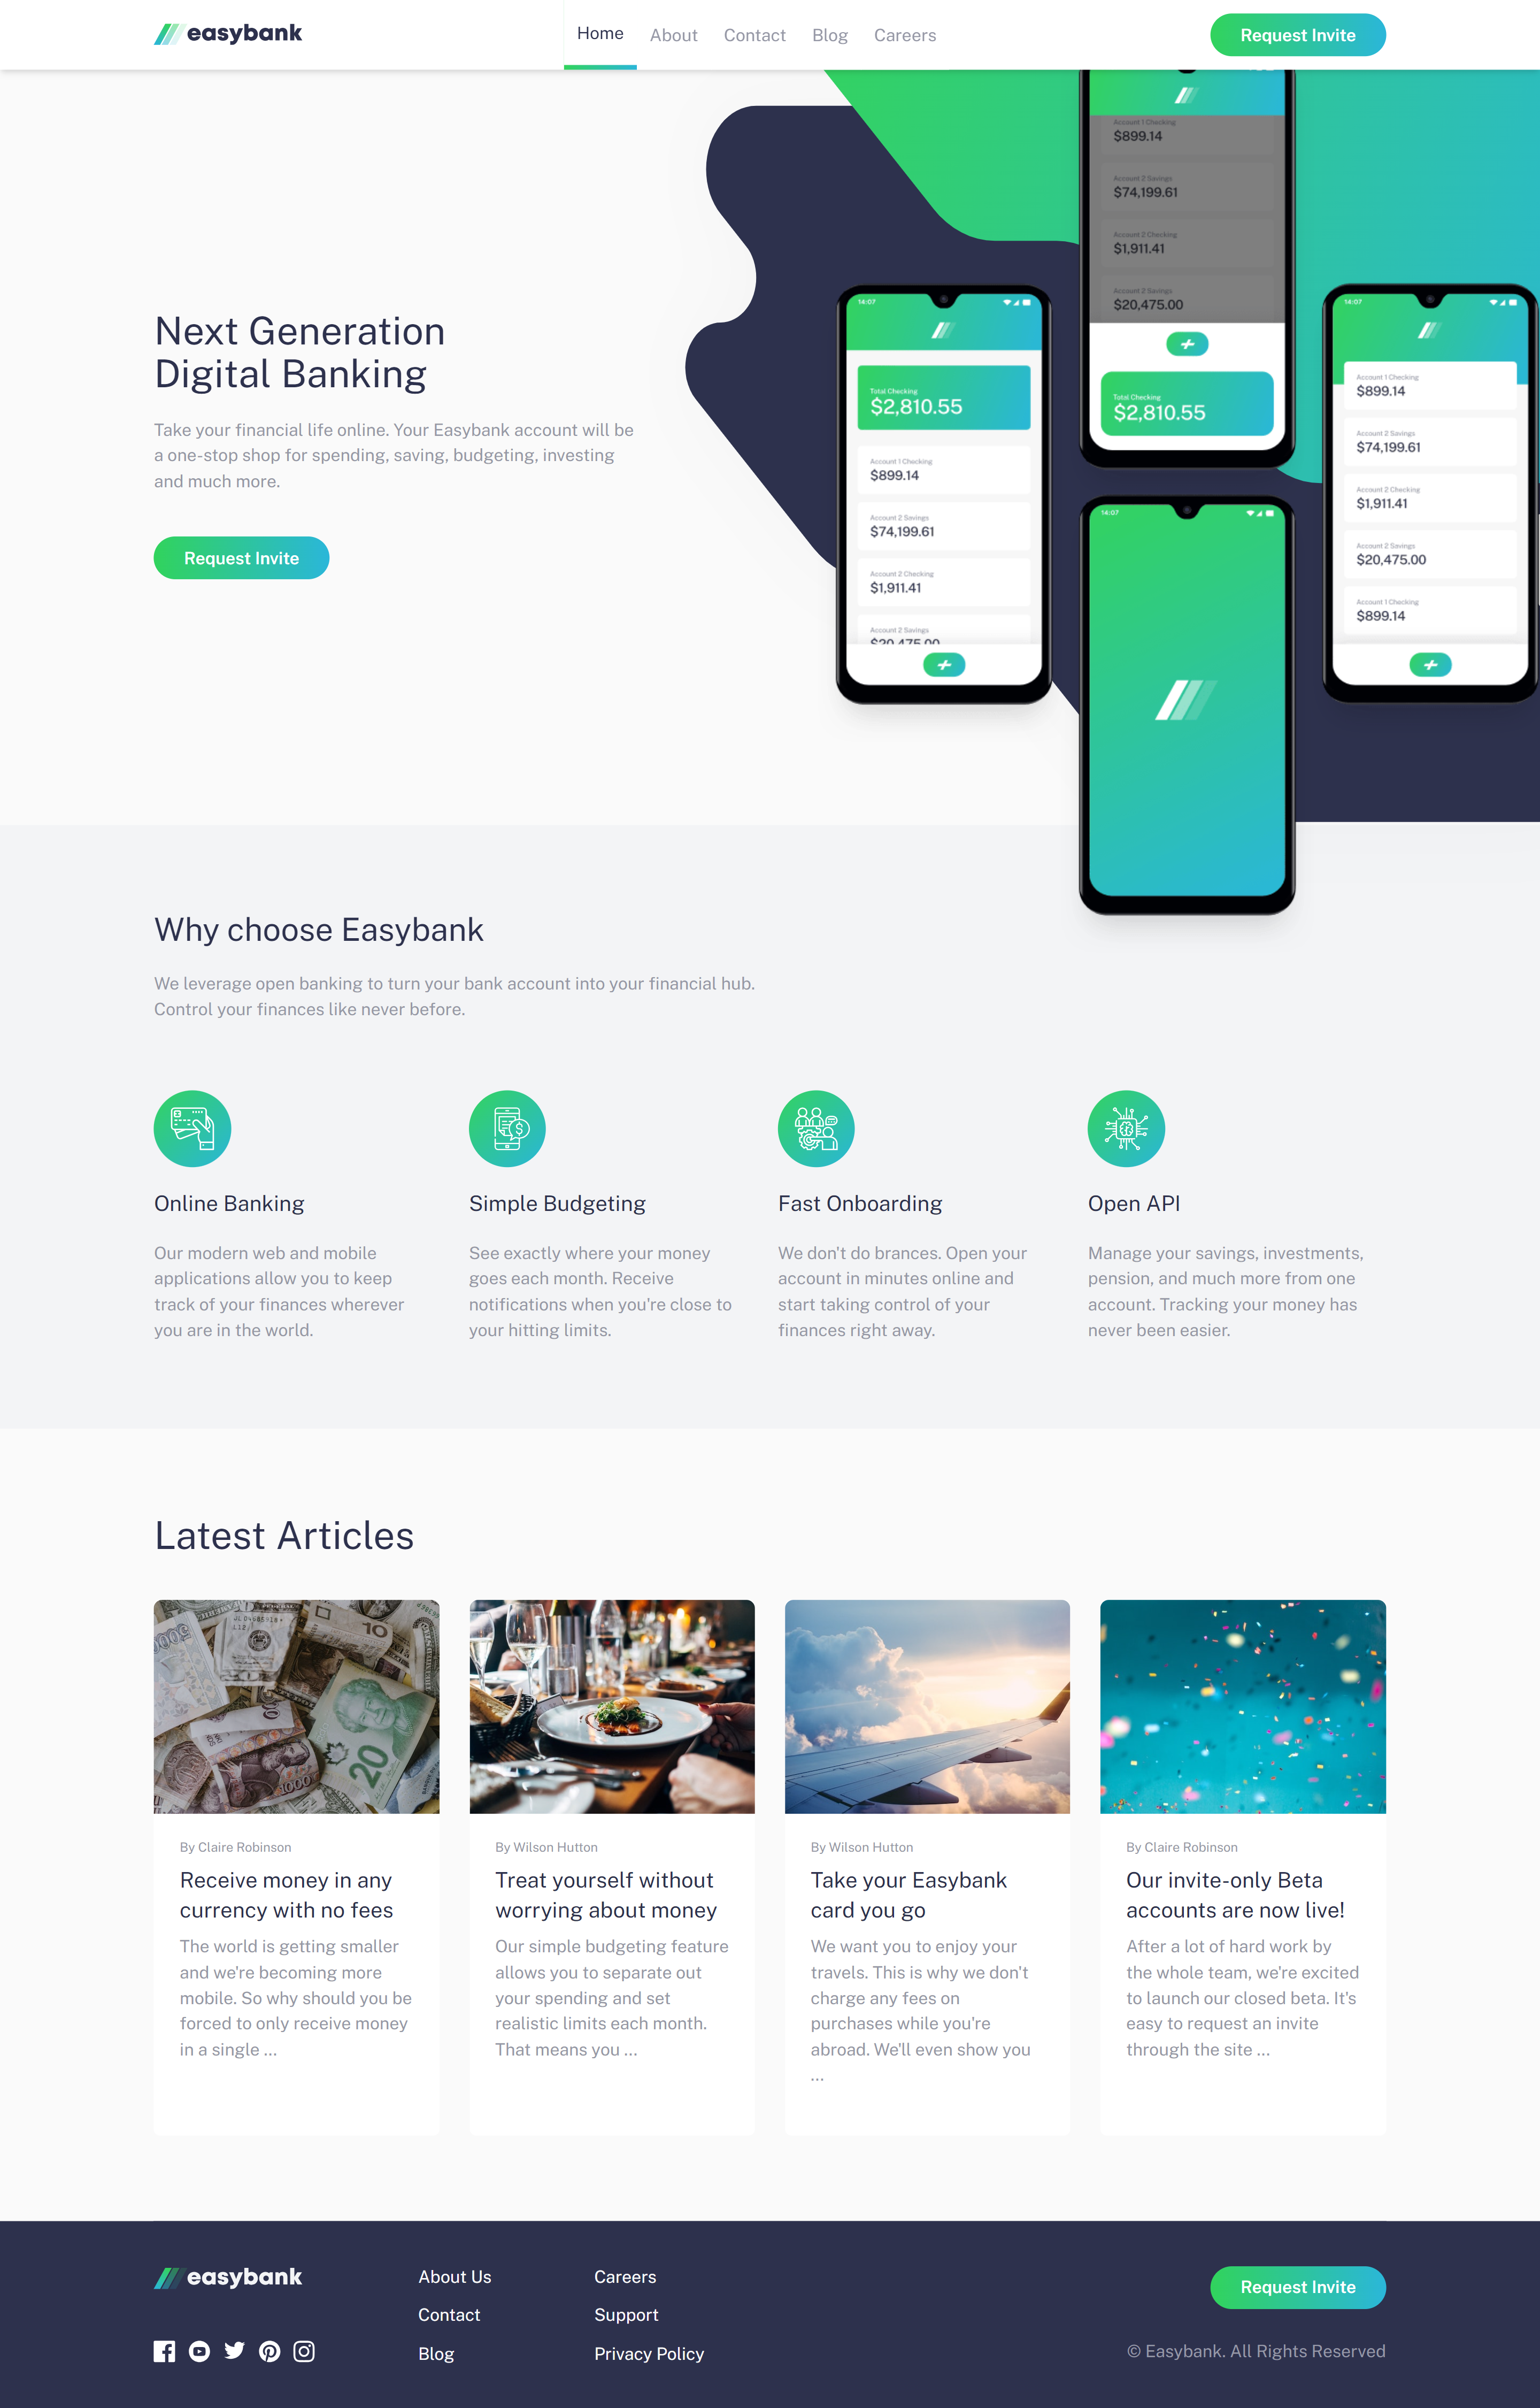 easybank
Home About Contact Blog Careers
Request Invite
Next Generation
Digital Banking
Take your financial life online. Your Easybank account will be
a one-stop shop for spending, saving, budgeting, investing
and much more.
Request Invite
14:07
Total Checking
$2,810.55
Account 1 Checking
$899.14
Account 2 Savings
$74,199.61
Account 2 Checking
$1,911.41
Account 2 Savings
$20,475.00
Account 1 Checking
$899.14
Account 2 Savings
$74,199.61
Account 2 Checking
$1,911.41
Account 2 Savings
$20,475.00
Total Checking
$2,810.55
14:07
14:07
Account 1 Checking
$899.14
Account 2 Savings
$74,199.61
Account 2 Checking
$1,911.41
Account 2 Savings
$20,475.00
Account 1 Checking
$899.14
Why choose Easybank
We leverage open banking to turn your bank account into your financial hub.
Control your finances like never before.
Online Banking
Our modern web and mobile
applications allow you to keep
track of your finances wherever
you are in the world.
Simple Budgeting
See exactly where your money
goes each month. Receive
notifications when you're close to
your hitting limits.
Fast Onboarding
We don't do brances. Open your
account in minutes online and
start taking control of your
finances right away.
Open API
Manage your savings, investments,
pension, and much more from one
account. Tracking your money has
never been easier.
Latest Articles
10
20
1000
By Claire Robinson
Receive money in any
currency with no fees
The world is getting smaller
and we're becoming more
mobile. So why should you be
forced to only receive money
in a single ...
By Wilson Hutton
Treat yourself without
worrying about money
Our simple budgeting feature
allows you to separate out
your spending and set
realistic limits each month.
That means you ...
By Wilson Hutton
Take your Easybank
card you go
We want you to enjoy your
travels. This is why we don't
charge any fees on
purchases while you're
abroad. We'll even show you
...
By Claire Robinson
Our invite-only Beta
accounts are now live!
After a lot of hard work by
the whole team, we're excited
to launch our closed beta. It's
easy to request an invite
through the site ...
easybank
About Us
Contact
Blog
Careers
Support
Privacy Policy
Request Invite
© Easybank. All Rights Reserved